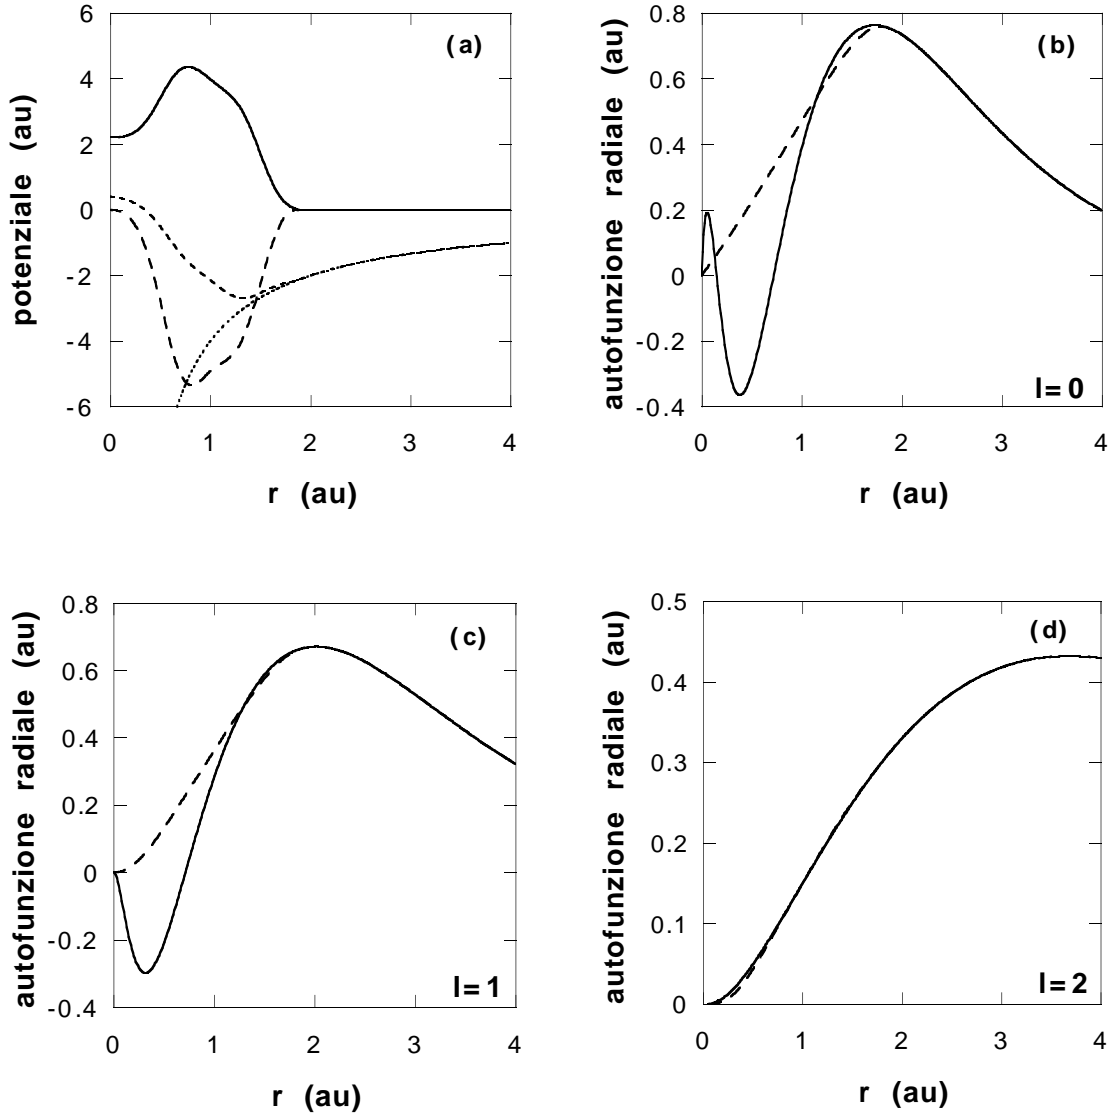 (a)
potenziale (au)
6
4
2
0
-2
-4
-6
0 1 2 3 4
r (au)
(b)
autofunzione radiale (au)
0.8
0.6
0.4
0.2
0
-0.2
-0.4
l=0
0 1 2 3 4
r (au)
(c)
autofunzione radiale (au)
0.8
0.6
0.4
0.2
0
-0.2
-0.4
l=1
0 1 2 3 4
r (au)
(d)
autofunzione radiale (au)
0.5
0.4
0.3
0.2
0.1
0
l=2
0 1 2 3 4
r (au)